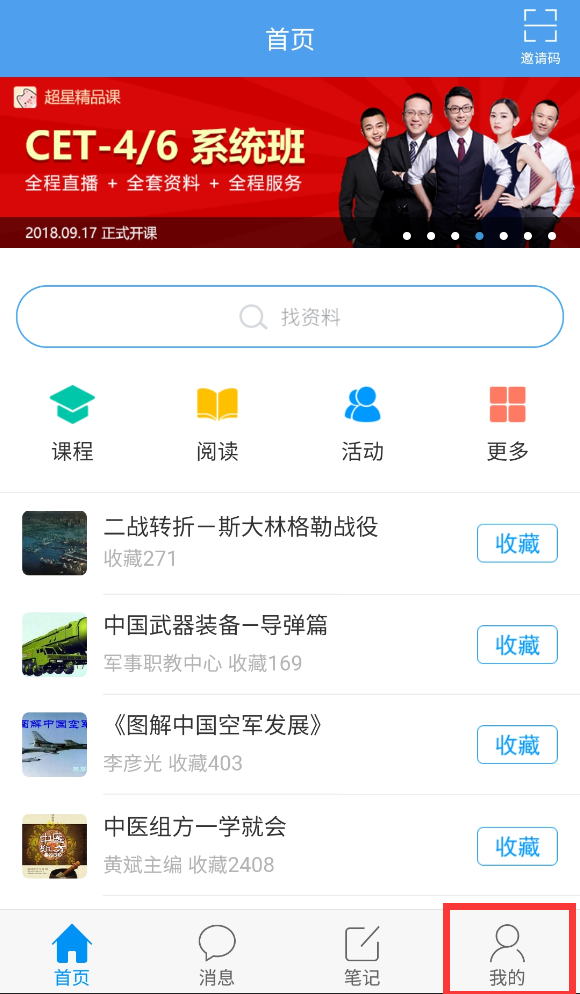 首页
邀请码
超星精品课
CET-4/6 系统班
全程直播 + 全套资料 + 全程服务
2018.09.17 正式开课
找资料
课程
阅读
活动
更多
二战转折－斯大林格勒战役
收藏271
收藏
中国武器装备—导弹篇
军事职教中心 收藏169
收藏
图解中国空军
《图解中国空军发展》
李彦光 收藏403
收藏
中医组方一学就会
黄斌主编 收藏2408
收藏
首页
消息
笔记
我的